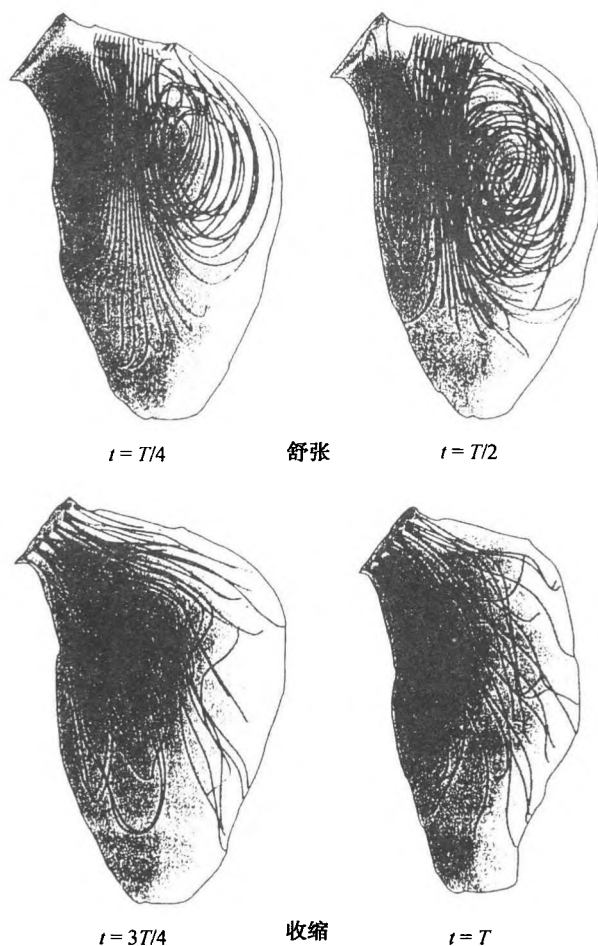 t = T/4 舒张 t = T/2
t = 3T/4 收缩 t = T